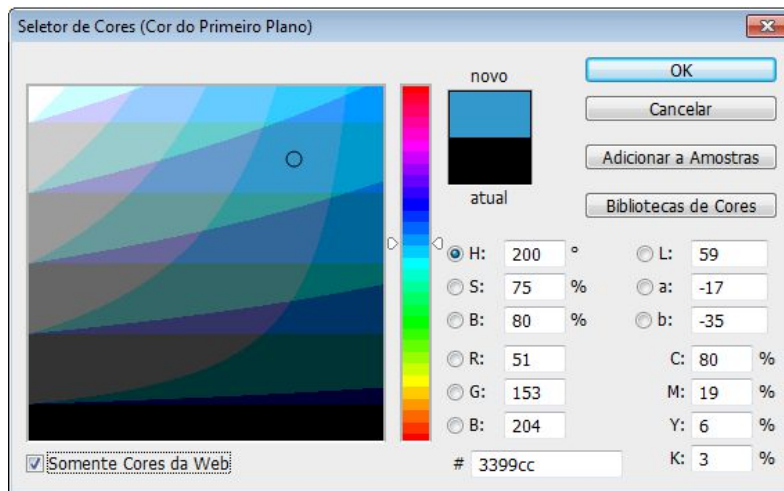 Seletor de Cores (Cor do Primeiro Plano)
novo
atual
OK
Cancelar
Adicionar a Amostras
Bibliotecas de Cores
H: 200 °
S: 75 %
B: 80 %
R: 51
G: 153
B: 204
# 3399cc
L: 59
a: -17
b: -35
C: 80 %
M: 19 %
Y: 6 %
K: 3 %
Somente Cores da Web